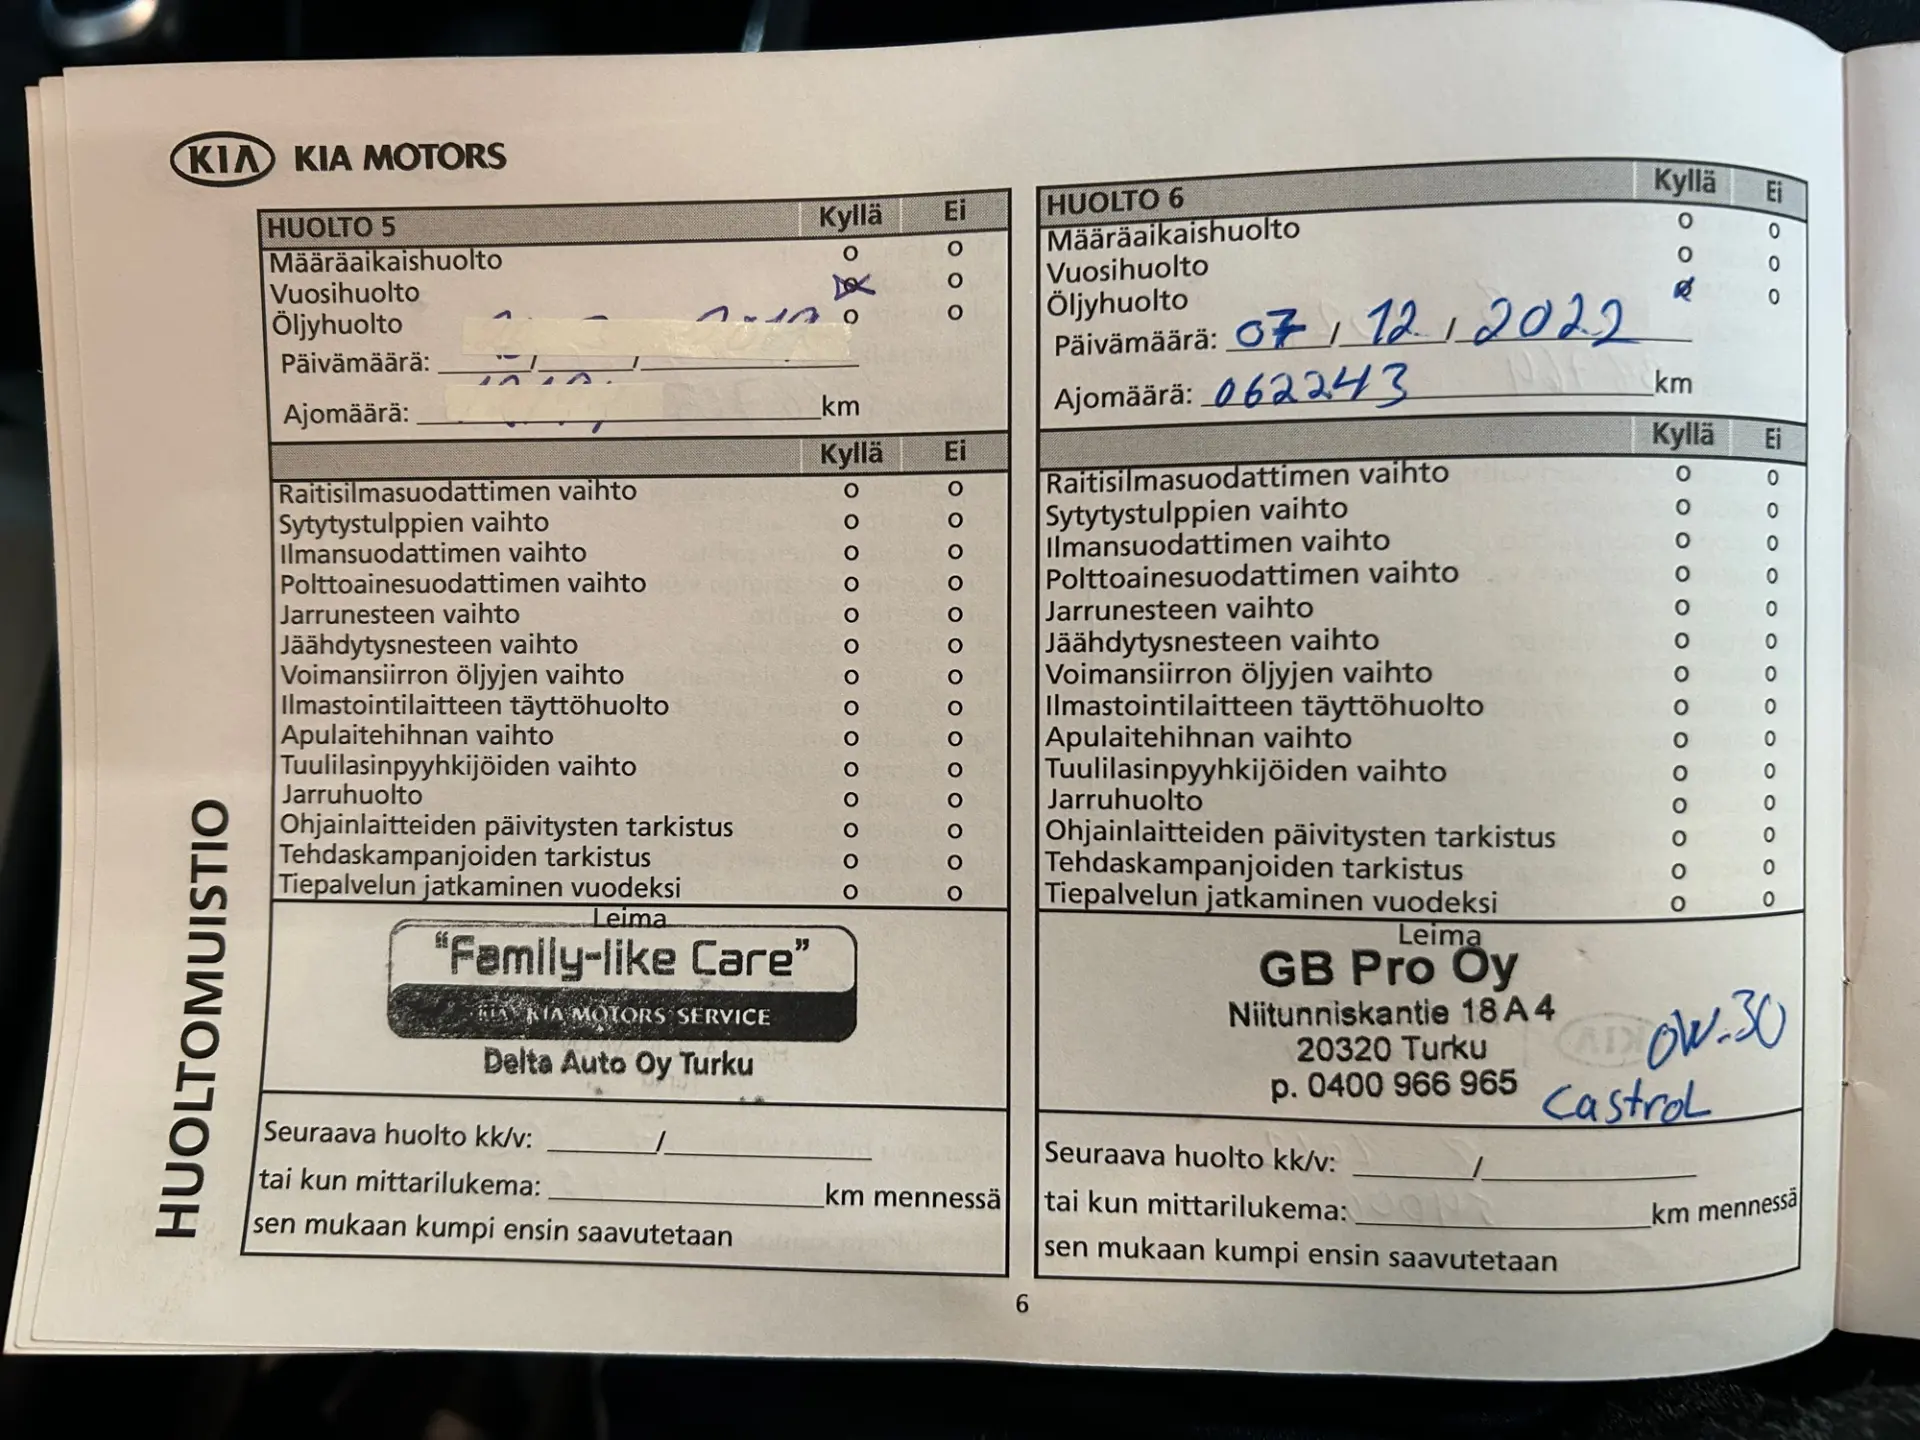 KIA KIA MOTORS
HUOLTOMUISTIO
HUOLTO 5 Kyllä Ei
Määräaikaishuolto o o
Vuosihuolto o o
Öljyhuolto o o
Päivämäärä: / /
Ajomäärä: km
Kyllä Ei
Raitisilmasuodattimen vaihto o o
Sytytystulppien vaihto o o
Ilmansuodattimen vaihto o o
Polttoainesuodattimen vaihto o o
Jarrunesteen vaihto o o
Jäähdytysnesteen vaihto o o
Voimansiirron öljyjen vaihto o o
Ilmastointilaitteen täyttöhuolto o o
Apulaitehihnan vaihto o o
Tuulilasinpyyhkijöiden vaihto o o
Jarruhuolto o o
Ohjainlaitteiden päivitysten tarkistus o o
Tehdaskampanjoiden tarkistus o o
Tiepalvelun jatkaminen vuodeksi o o
Leima
"Family-like Care"
KIA KIA MOTORS SERVICE
Delta Auto Oy Turku
Seuraava huolto kk/v: /
tai kun mittarilukema: km mennessä
sen mukaan kumpi ensin saavutetaan
HUOLTO 6 Kyllä Ei
Määräaikaishuolto o o
Vuosihuolto o o
Öljyhuolto o o
Päivämäärä: 07 / 12 / 2022
Ajomäärä: 062243 km
Kyllä Ei
Raitisilmasuodattimen vaihto o o
Sytytystulppien vaihto o o
Ilmansuodattimen vaihto o o
Polttoainesuodattimen vaihto o o
Jarrunesteen vaihto o o
Jäähdytysnesteen vaihto o o
Voimansiirron öljyjen vaihto o o
Ilmastointilaitteen täyttöhuolto o o
Apulaitehihnan vaihto o o
Tuulilasinpyyhkijöiden vaihto o o
Jarruhuolto o o
Ohjainlaitteiden päivitysten tarkistus o o
Tehdaskampanjoiden tarkistus o o
Tiepalvelun jatkaminen vuodeksi o o
Leima
GB Pro Oy
Niitunniskantie 18 A 4
20320 Turku
p. 0400 966 965
0W-30
Castrol
Seuraava huolto kk/v: /
tai kun mittarilukema: km mennessä
sen mukaan kumpi ensin saavutetaan
6